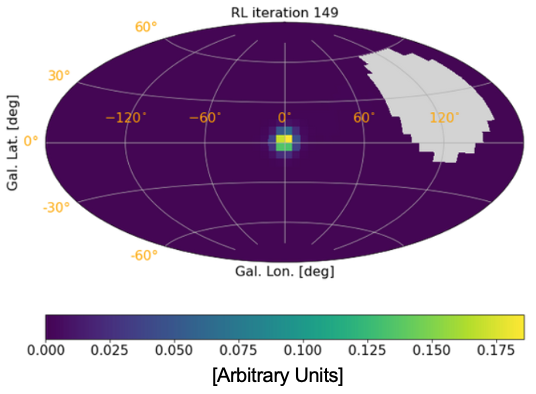 RL iteration 149
60°
30°
−120° −60° 0° 60° 120°
0°
-30°
-60°
Gal. Lat. [deg]
Gal. Lon. [deg]
0.000 0.025 0.050 0.075 0.100 0.125 0.150 0.175
[Arbitrary Units]